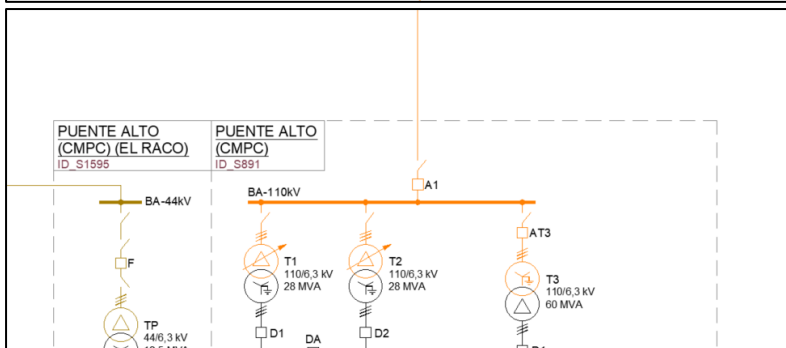 PUENTE ALTO
(CMPC) (EL RACO)
ID_S1595
PUENTE ALTO
(CMPC)
ID_S891
A1
BA-110kV
BA-44kV
AT3
F
T1
110/6,3 kV
28 MVA
T2
110/6,3 kV
28 MVA
T3
110/6,3 kV
60 MVA
TP
44/6,3 kV
D1
DA
D2